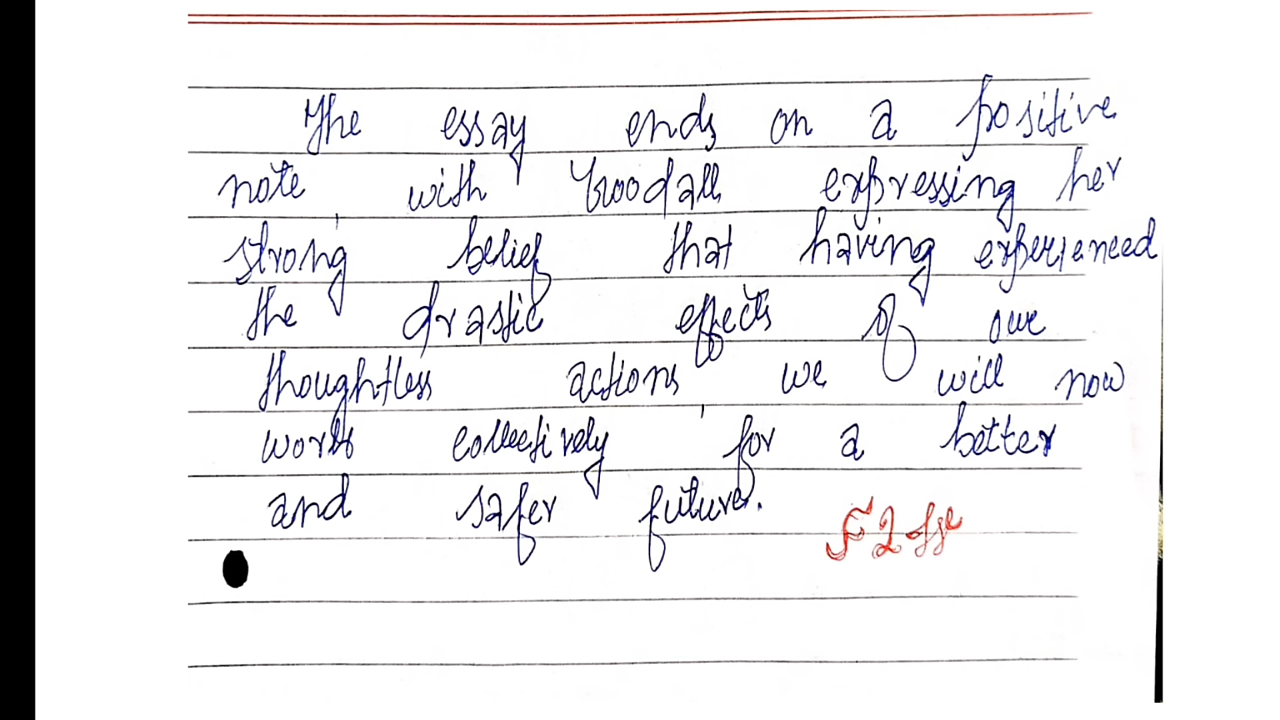 The essay ends on a positive
note, with Goodall expressing her
strong belief that having experienced
the drastic effects of our
thoughtless actions, we will now
work collectively for a better
and safer future.